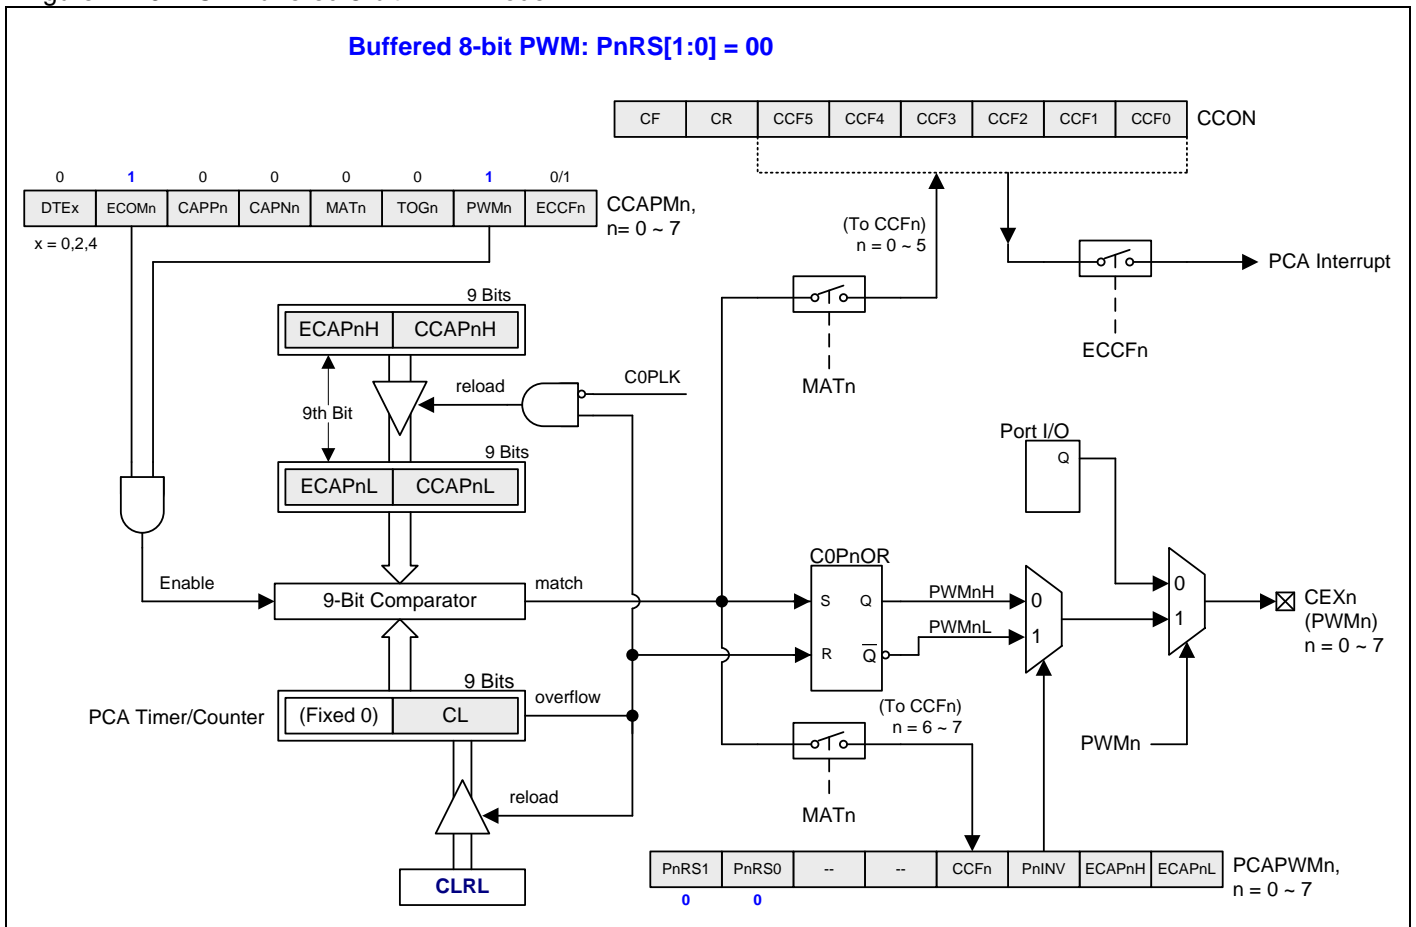 Buffered 8-bit PWM: PnRS[1:0] = 00
CF CR CCF5 CCF4 CCF3 CCF2 CCF1 CCF0 CCON
0 1 0 0 0 0 1 0/1
DTEx ECOMn CAPPn CAPNn MATn TOGn PWMn ECCFn CCAPMn,
n= 0 ~ 7
x = 0,2,4
(To CCFn)
n = 0 ~ 5
PCA Interrupt
ECCFn
MATn
9 Bits
ECAPnH CCAPnH
reload
C0PLK
9th Bit
9 Bits
ECAPnL CCAPnL
Port I/O
Q
C0PnOR
Enable
9-Bit Comparator
match
S Q
R Q
PWMnH
PWMnL
0
1
0
1
CEXn
(PWMn)
n = 0 ~ 7
PWMn
9 Bits
PCA Timer/Counter
(Fixed 0) CL
overflow
(To CCFn)
n = 6 ~ 7
MATn
reload
CLRL
PnRS1 PnRS0 -- -- CCFn PnINV ECAPnH ECAPnL PCAPWMn,
n = 0 ~ 7
0 0